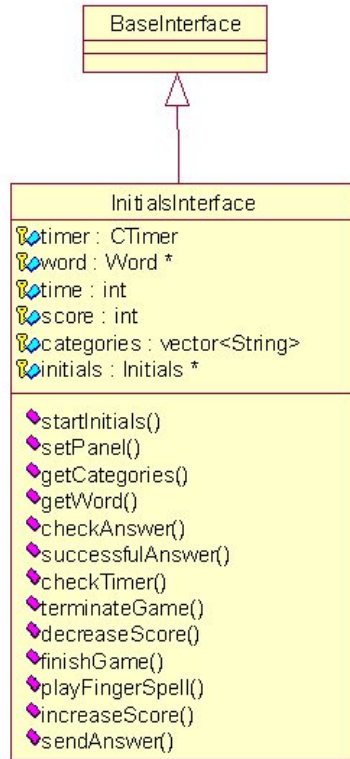 BaseInterface
InitialsInterface
timer : CTimer
word : Word *
time : int
score : int
categories : vector<String>
initials : Initials *
startInitials()
setPanel()
getCategories()
getWord()
checkAnswer()
successfulAnswer()
checkTimer()
terminateGame()
decreaseScore()
finishGame()
playFingerSpell()
increaseScore()
sendAnswer()